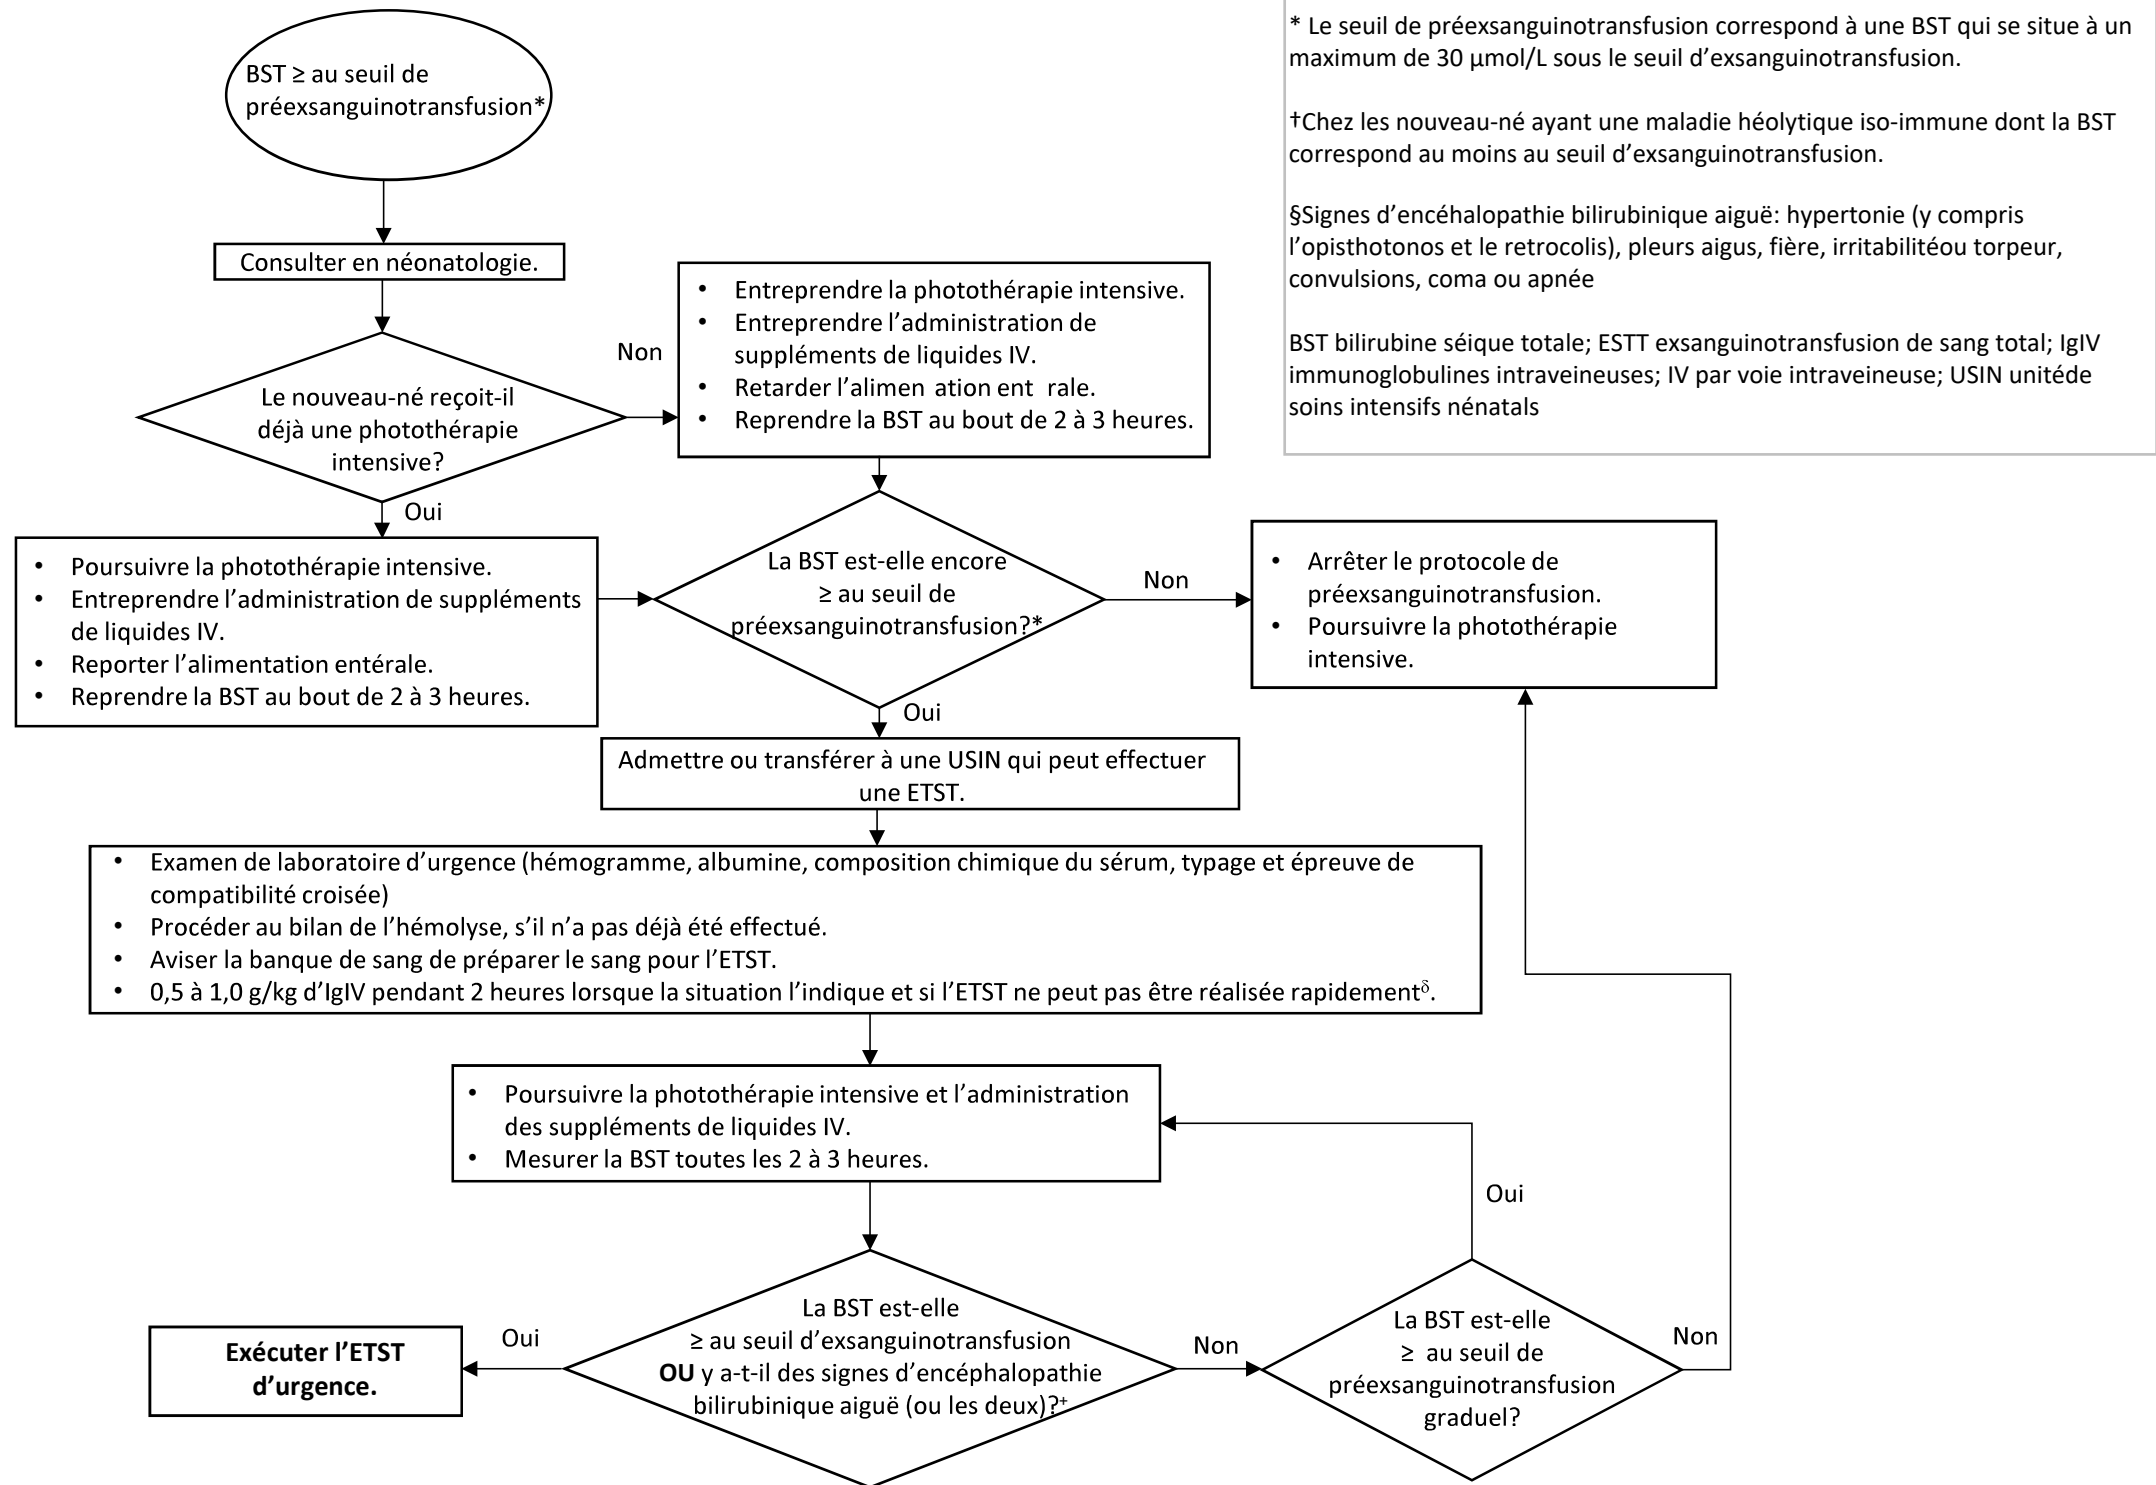 BST ≥ au seuil de
préexsanguinotransfusion*
Consulter en néonatologie.
Le nouveau-né reçoit-il
déjà une photothérapie
intensive?
Non
• Entreprendre la photothérapie intensive.
• Entreprendre l’administration de
suppléments de liquides IV.
• Retarder l’alimen ation ent rale.
• Reprendre la BST au bout de 2 à 3 heures.
Oui
• Poursuivre la photothérapie intensive.
• Entreprendre l’administration de suppléments
de liquides IV.
• Reporter l’alimentation entérale.
• Reprendre la BST au bout de 2 à 3 heures.
La BST est-elle encore
≥ au seuil de
préexsanguinotransfusion?*
Non
• Arrêter le protocole de
préexsanguinotransfusion.
• Poursuivre la photothérapie
intensive.
Oui
Admettre ou transférer à une USIN qui peut effectuer
une ETST.
• Examen de laboratoire d’urgence (hémogramme, albumine, composition chimique du sérum, typage et épreuve de
compatibilité croisée)
• Procéder au bilan de l’hémolyse, s’il n’a pas déjà été effectué.
• Aviser la banque de sang de préparer le sang pour l’ETST.
• 0,5 à 1,0 g/kg d’IgIV pendant 2 heures lorsque la situation l’indique et si l’ETST ne peut pas être réalisée rapidementᵟ.
• Poursuivre la photothérapie intensive et l’administration
des suppléments de liquides IV.
• Mesurer la BST toutes les 2 à 3 heures.
La BST est-elle
≥ au seuil d’exsanguinotransfusion
OU y a-t-il des signes d’encéphalopathie
bilirubinique aiguë (ou les deux)?⁺
Oui
Exécuter l’ETST
d’urgence.
Non
La BST est-elle
≥ au seuil de
préexsanguinotransfusion
graduel?
Oui
Non
* Le seuil de préexsanguinotransfusion correspond à une BST qui se situe à un
maximum de 30 µmol/L sous le seuil d’exsanguinotransfusion.
†Chez les nouveau-né ayant une maladie héolytique iso-immune dont la BST
correspond au moins au seuil d’exsanguinotransfusion.
§Signes d’encéhalopathie bilirubinique aiguë: hypertonie (y compris
l’opisthotonos et le retrocolis), pleurs aigus, fière, irritabilitéou torpeur,
convulsions, coma ou apnée
BST bilirubine séique totale; ESTT exsanguinotransfusion de sang total; IgIV
immunoglobulines intraveineuses; IV par voie intraveineuse; USIN unitéde
soins intensifs nénatals